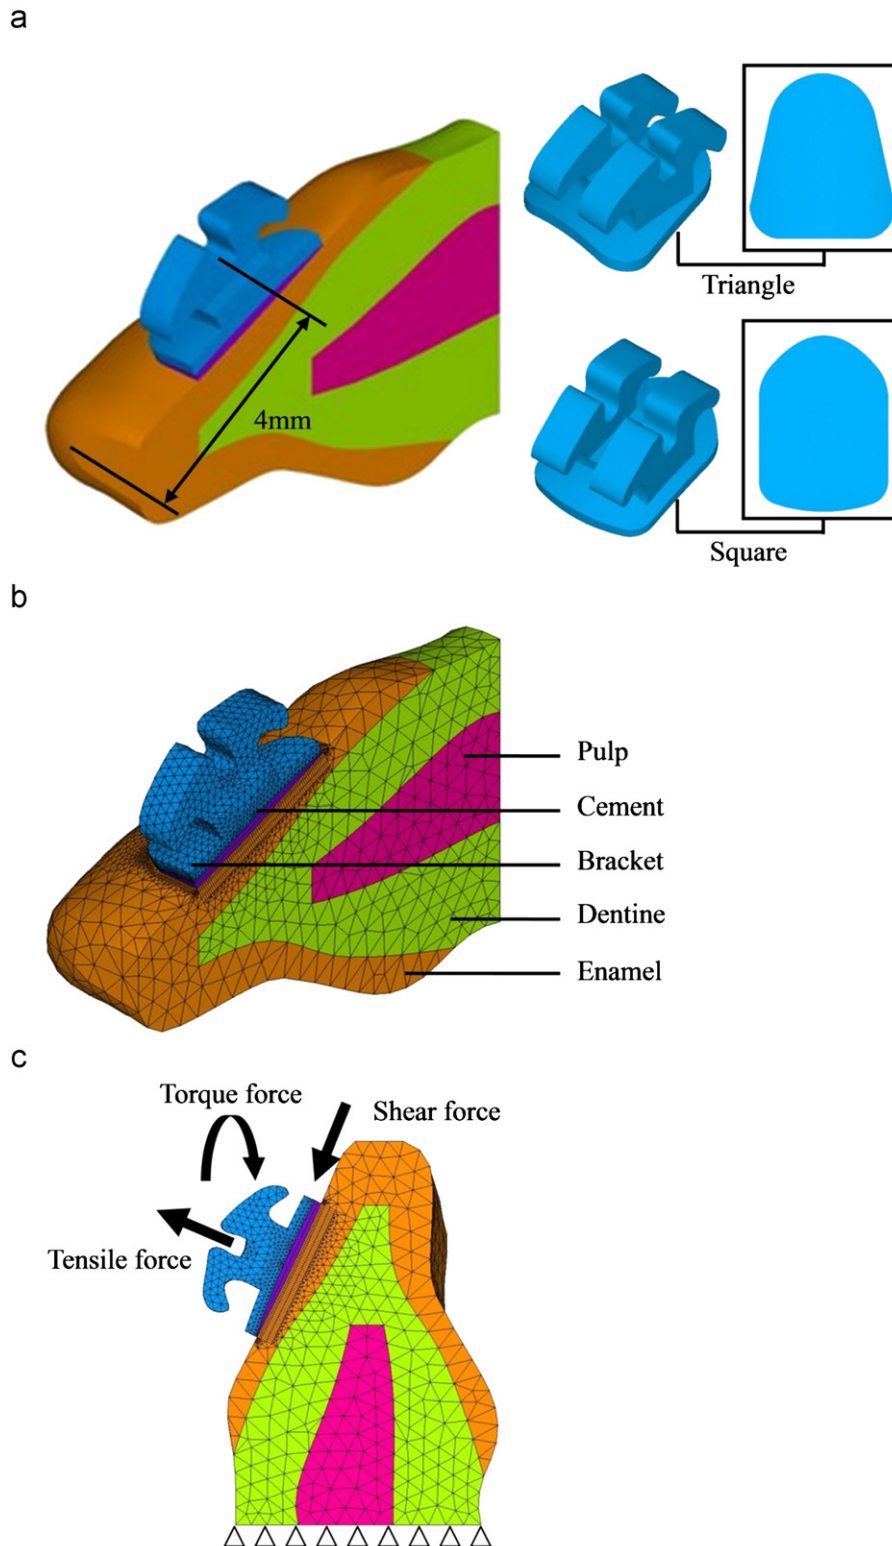 a
4mm
Triangle
Square
b
Pulp
Cement
Bracket
Dentine
Enamel
c
Torque force
Shear force
Tensile force